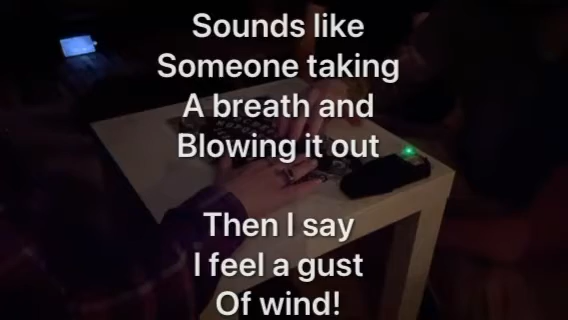 Sounds like
Someone taking
A breath and
Blowing it out
Then I say
I feel a gust
Of wind!